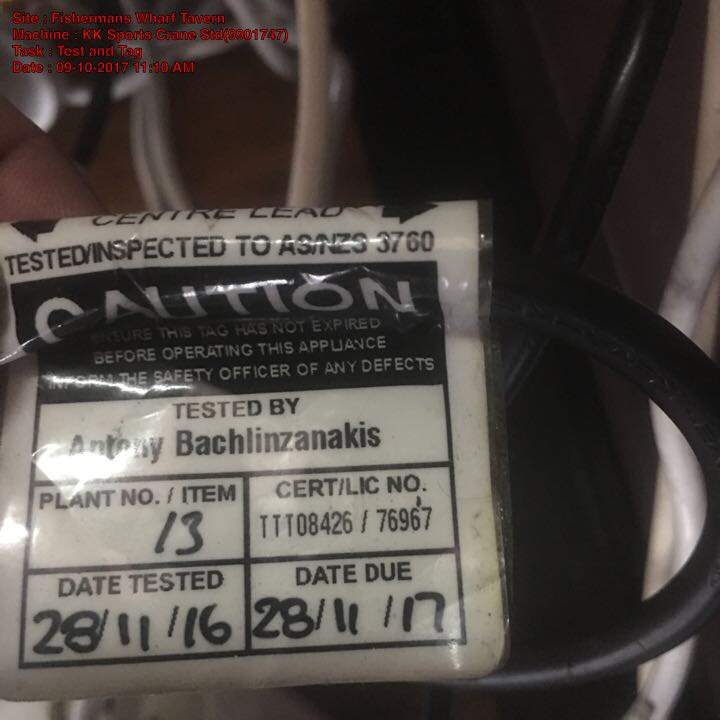 Site : Fishermans Wharf Tavern
Machine : KK Sports Crane Std(9901747)
Task : Test and Tag
Date : 09-10-2017 11:10 AM
CENTRE LEAD
TESTED/INSPECTED TO AS/NZS 3760
CAUTION
ENSURE THIS TAG HAS NOT EXPIRED
BEFORE OPERATING THIS APPLIANCE
INFORM THE SAFETY OFFICER OF ANY DEFECTS
TESTED BY
Antony Bachlinzanakis
PLANT NO. / ITEM
13
CERT/LIC NO.
TTT08426 / 76967
DATE TESTED
28/11/16
DATE DUE
28/11/17